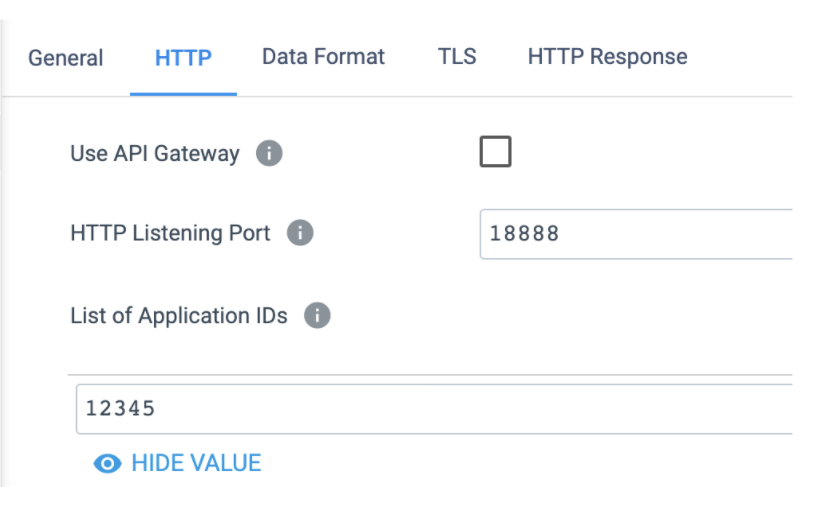 General HTTP Data Format TLS HTTP Response
Use API Gateway
HTTP Listening Port 18888
List of Application IDs
12345
HIDE VALUE